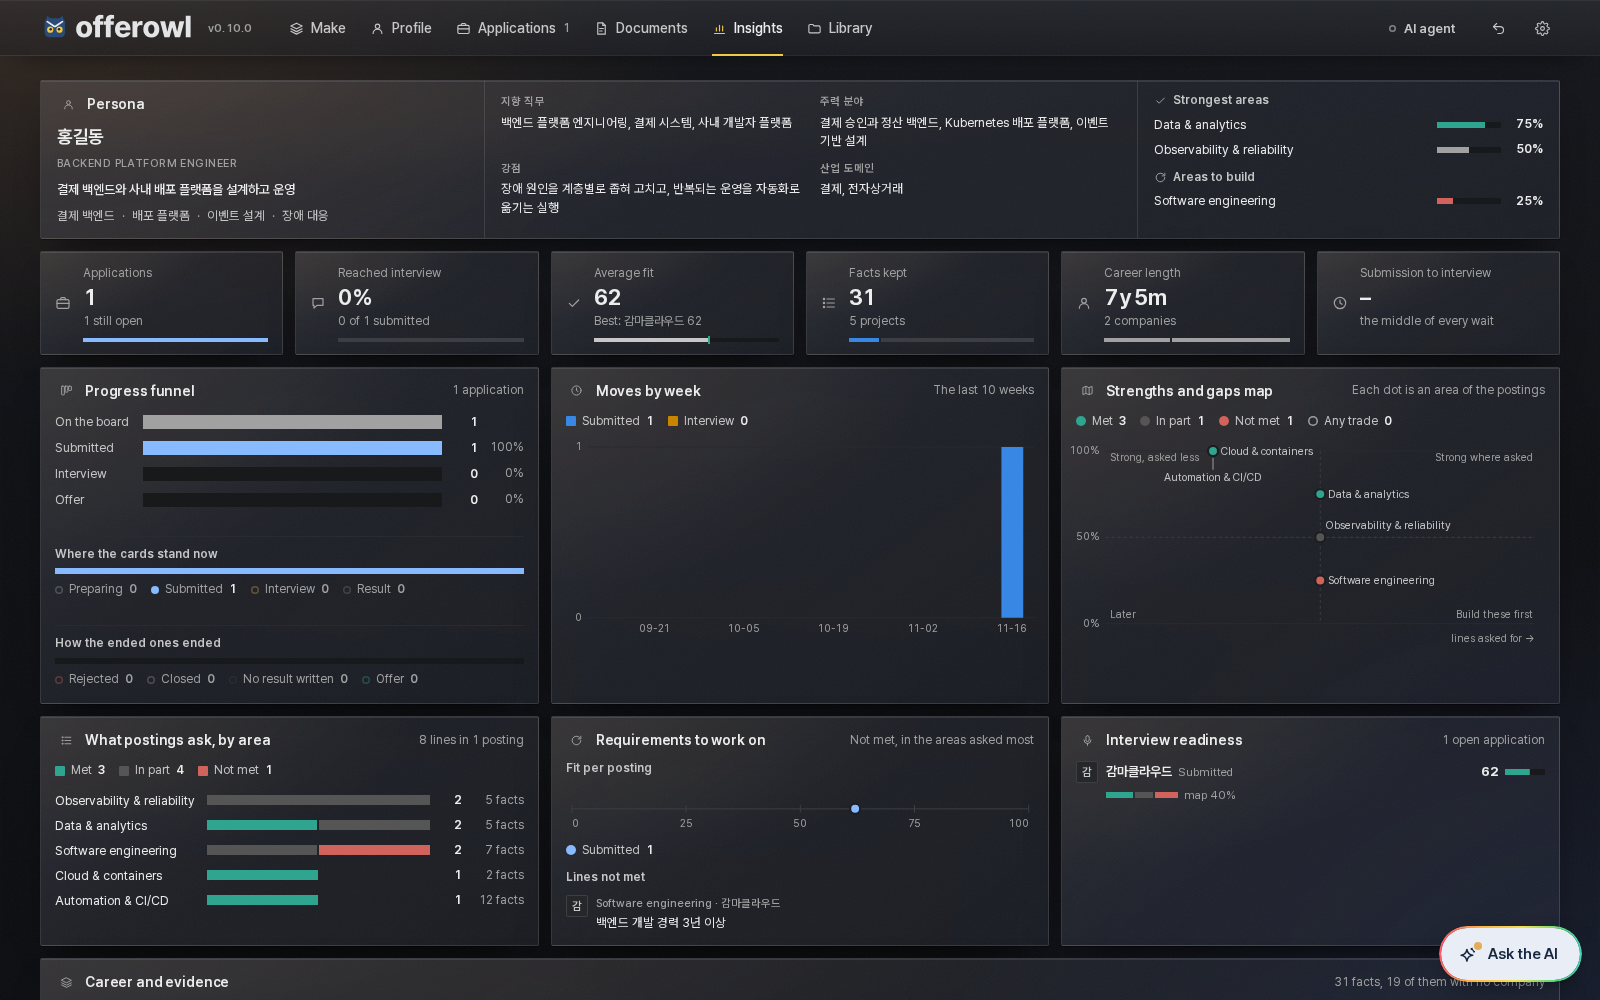 offerowl v0.10.0 Make Profile Applications 1 Documents Insights Library AI agent
Persona
홍길동
BACKEND PLATFORM ENGINEER
결제 백엔드와 사내 배포 플랫폼을 설계하고 운영
결제 백엔드 · 배포 플랫폼 · 이벤트 설계 · 장애 대응
지향 직무
백엔드 플랫폼 엔지니어링, 결제 시스템, 사내 개발자 플랫폼
강점
장애 원인을 계층별로 좁혀 고치고, 반복되는 운영을 자동화로
옮기는 실행
주력 분야
결제 승인과 정산 백엔드, Kubernetes 배포 플랫폼, 이벤트
기반 설계
산업 도메인
결제, 전자상거래
Strongest areas
Data & analytics 75%
Observability & reliability 50%
Areas to build
Software engineering 25%
Applications
1
1 still open
Reached interview
0%
0 of 1 submitted
Average fit
62
Best: 감마클라우드 62
Facts kept
31
5 projects
Career length
7y 5m
2 companies
Submission to interview
–
the middle of every wait
Progress funnel 1 application
On the board 1
Submitted 1 100%
Interview 0 0%
Offer 0 0%
Where the cards stand now
Preparing 0 Submitted 1 Interview 0 Result 0
How the ended ones ended
Rejected 0 Closed 0 No result written 0 Offer 0
Moves by week The last 10 weeks
Submitted 1 Interview 0
1
0
09-21 10-05 10-19 11-02 11-16
Strengths and gaps map Each dot is an area of the postings
Met 3 In part 1 Not met 1 Any trade 0
100% Strong, asked less Cloud & containers Strong where asked
Automation & CI/CD
Data & analytics
Observability & reliability
50%
Software engineering
Later Build these first
0%
lines asked for →
What postings ask, by area 8 lines in 1 posting
Met 3 In part 4 Not met 1
Observability & reliability 2 5 facts
Data & analytics 2 5 facts
Software engineering 2 7 facts
Cloud & containers 1 2 facts
Automation & CI/CD 1 12 facts
Requirements to work on Not met, in the areas asked most
Fit per posting
0 25 50 75 100
Submitted 1
Lines not met
감 Software engineering · 감마클라우드
백엔드 개발 경력 3년 이상
Interview readiness 1 open application
감 감마클라우드 Submitted 62
map 40%
Ask the AI
Career and evidence 31 facts, 19 of them with no company